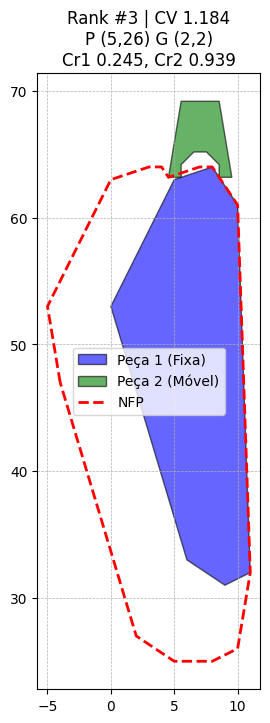 Rank #3 | CV 1.184
P (5,26) G (2,2)
Cr1 0.245, Cr2 0.939
70
60
50
Peça 1 (Fixa)
Peça 2 (Móvel)
NFP
40
30
−5
0
5
10